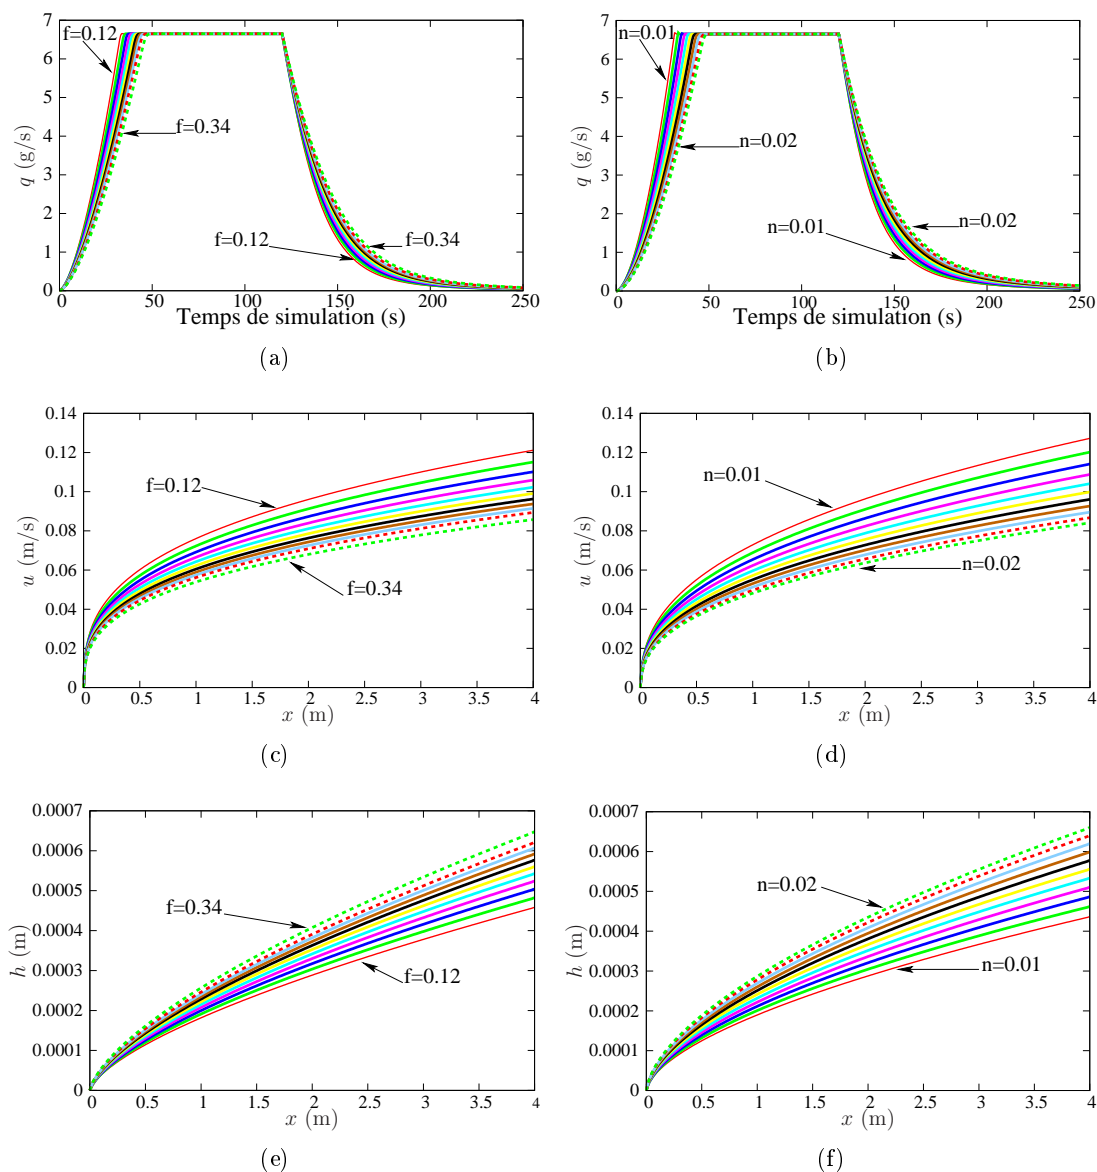 7
6
5
4
3
2
1
0
q (g/s)
f=0.12
f=0.34
f=0.12
f=0.34
0 50 100 150 200 250
Temps de simulation (s)
(a)
7
6
5
4
3
2
1
0
q (g/s)
n=0.01
n=0.02
n=0.01
n=0.02
0 50 100 150 200 250
Temps de simulation (s)
(b)
0.14
0.12
0.1
0.08
0.06
0.04
0.02
0
u (m/s)
f=0.12
f=0.34
0 0.5 1 1.5 2 2.5 3 3.5 4
x (m)
(c)
0.14
0.12
0.1
0.08
0.06
0.04
0.02
0
u (m/s)
n=0.01
n=0.02
0 0.5 1 1.5 2 2.5 3 3.5 4
x (m)
(d)
0.0007
0.0006
0.0005
0.0004
0.0003
0.0002
0.0001
0
h (m)
f=0.34
f=0.12
0 0.5 1 1.5 2 2.5 3 3.5 4
x (m)
(e)
0.0007
0.0006
0.0005
0.0004
0.0003
0.0002
0.0001
0
h (m)
n=0.02
n=0.01
0 0.5 1 1.5 2 2.5 3 3.5 4
x (m)
(f)